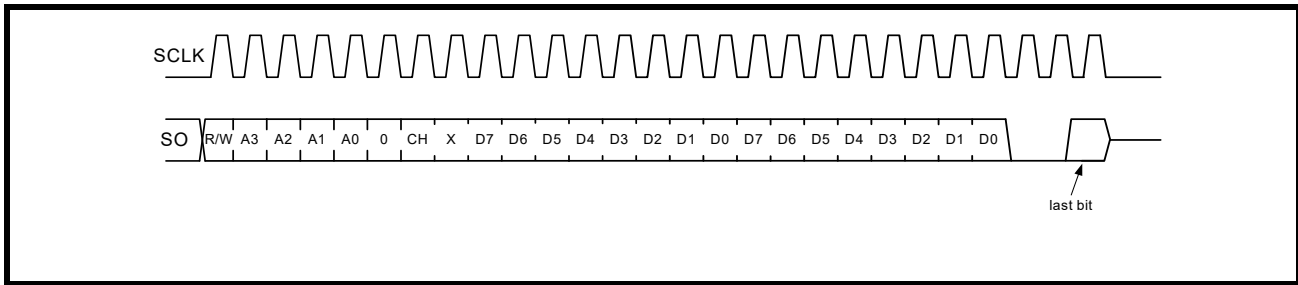 SCLK
SO R/W A3 A2 A1 A0 0 CH X D7 D6 D5 D4 D3 D2 D1 D0 D7 D6 D5 D4 D3 D2 D1 D0
last bit